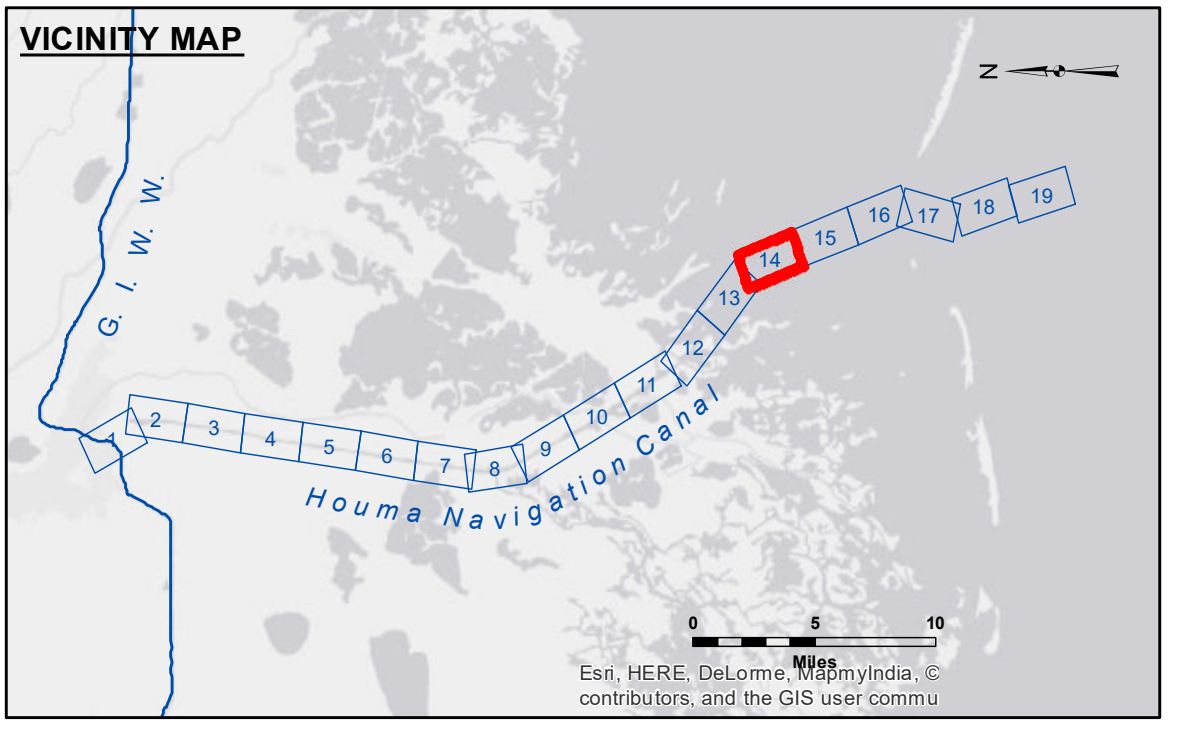 VICINITY MAP
N
G. I. W. W.
1
2
3
4
5
6
7
8
9
10
11
12
13
14
15
16
17
18
19
Houma Navigation Canal
0 5 10
Miles
Esri, HERE, DeLorme, MapmyIndia, ©
contributors, and the GIS user commu